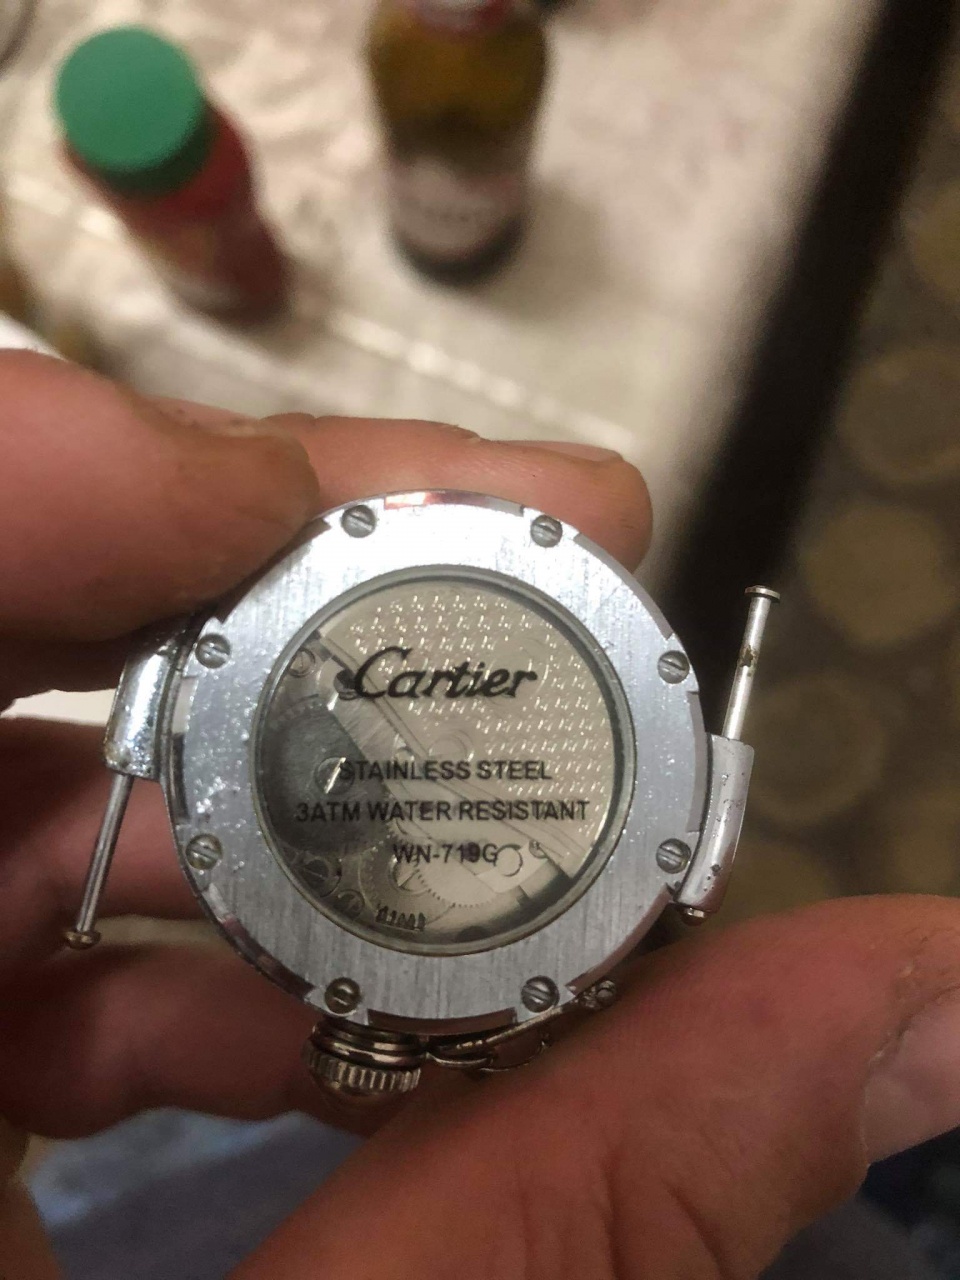 Cartier
STAINLESS STEEL
3ATM WATER RESISTANT
WN-719G